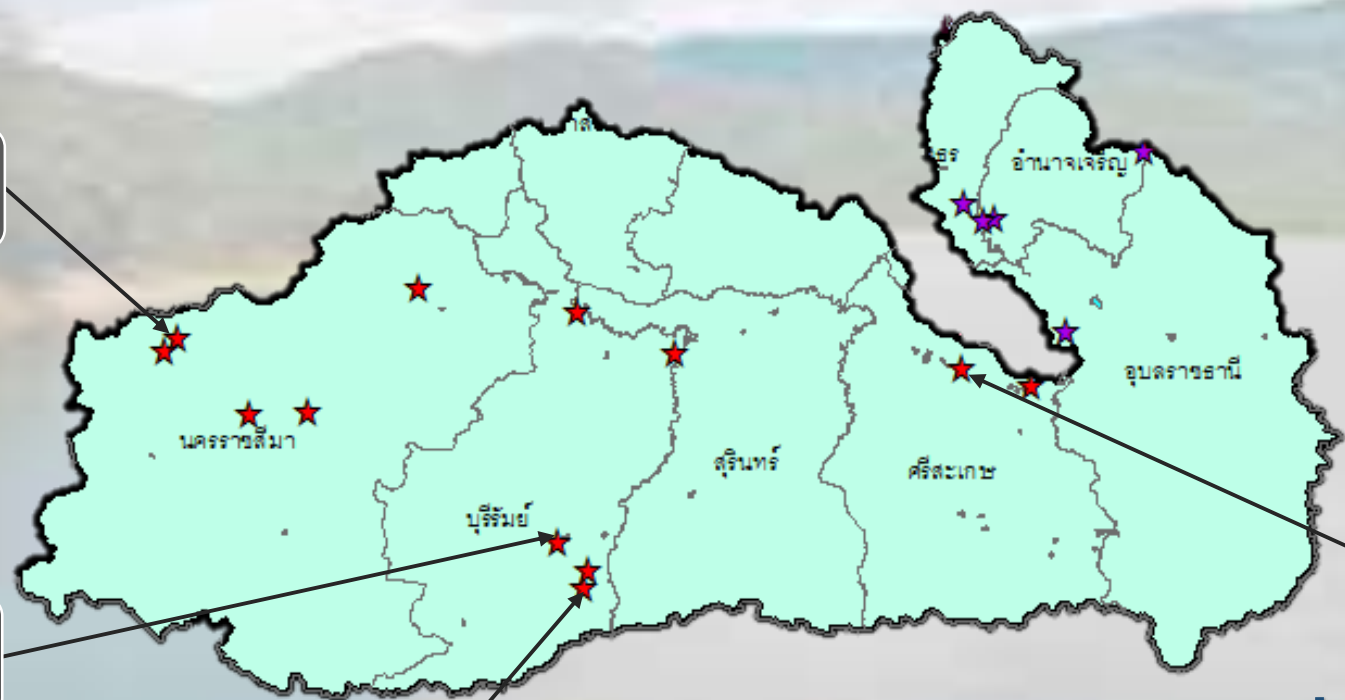 อำนาจเจริญ
อุบลราชธานี
นครราชสีมา
สุรินทร์
ศรีสะเกษ
บุรีรัมย์